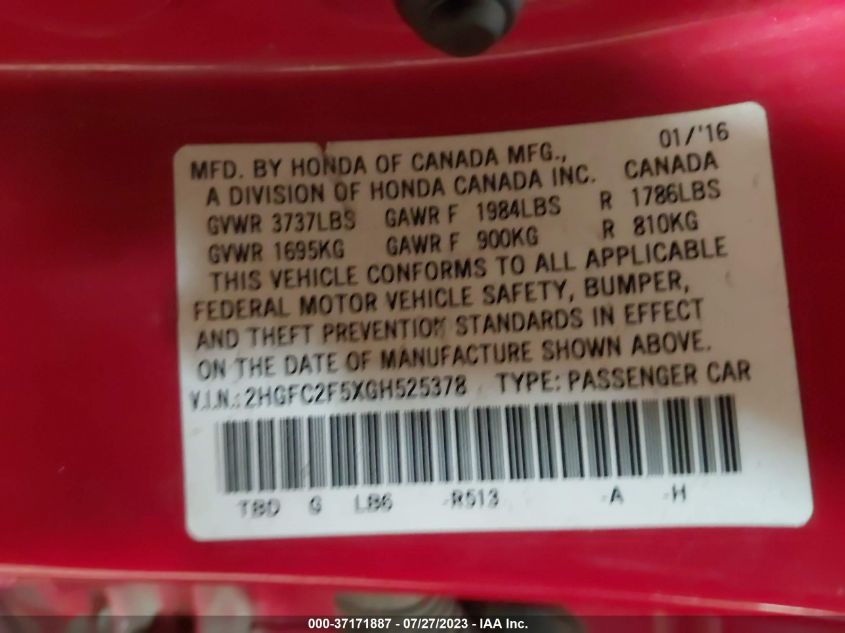 01/'16
MFD. BY HONDA OF CANADA MFG.,
A DIVISION OF HONDA CANADA INC. CANADA
GVWR 3737LBS GAWR F 1984LBS R 1786LBS
GVWR 1695KG GAWR F 900KG R 810KG
THIS VEHICLE CONFORMS TO ALL APPLICABLE
FEDERAL MOTOR VEHICLE SAFETY, BUMPER,
AND THEFT PREVENTION STANDARDS IN EFFECT
ON THE DATE OF MANUFACTURE SHOWN ABOVE.
V.I.N.:2HGFC2F5XGH525378 TYPE: PASSENGER CAR
TBD G LB6 -R513 -A -H
000-37171887 - 07/27/2023 - IAA Inc.